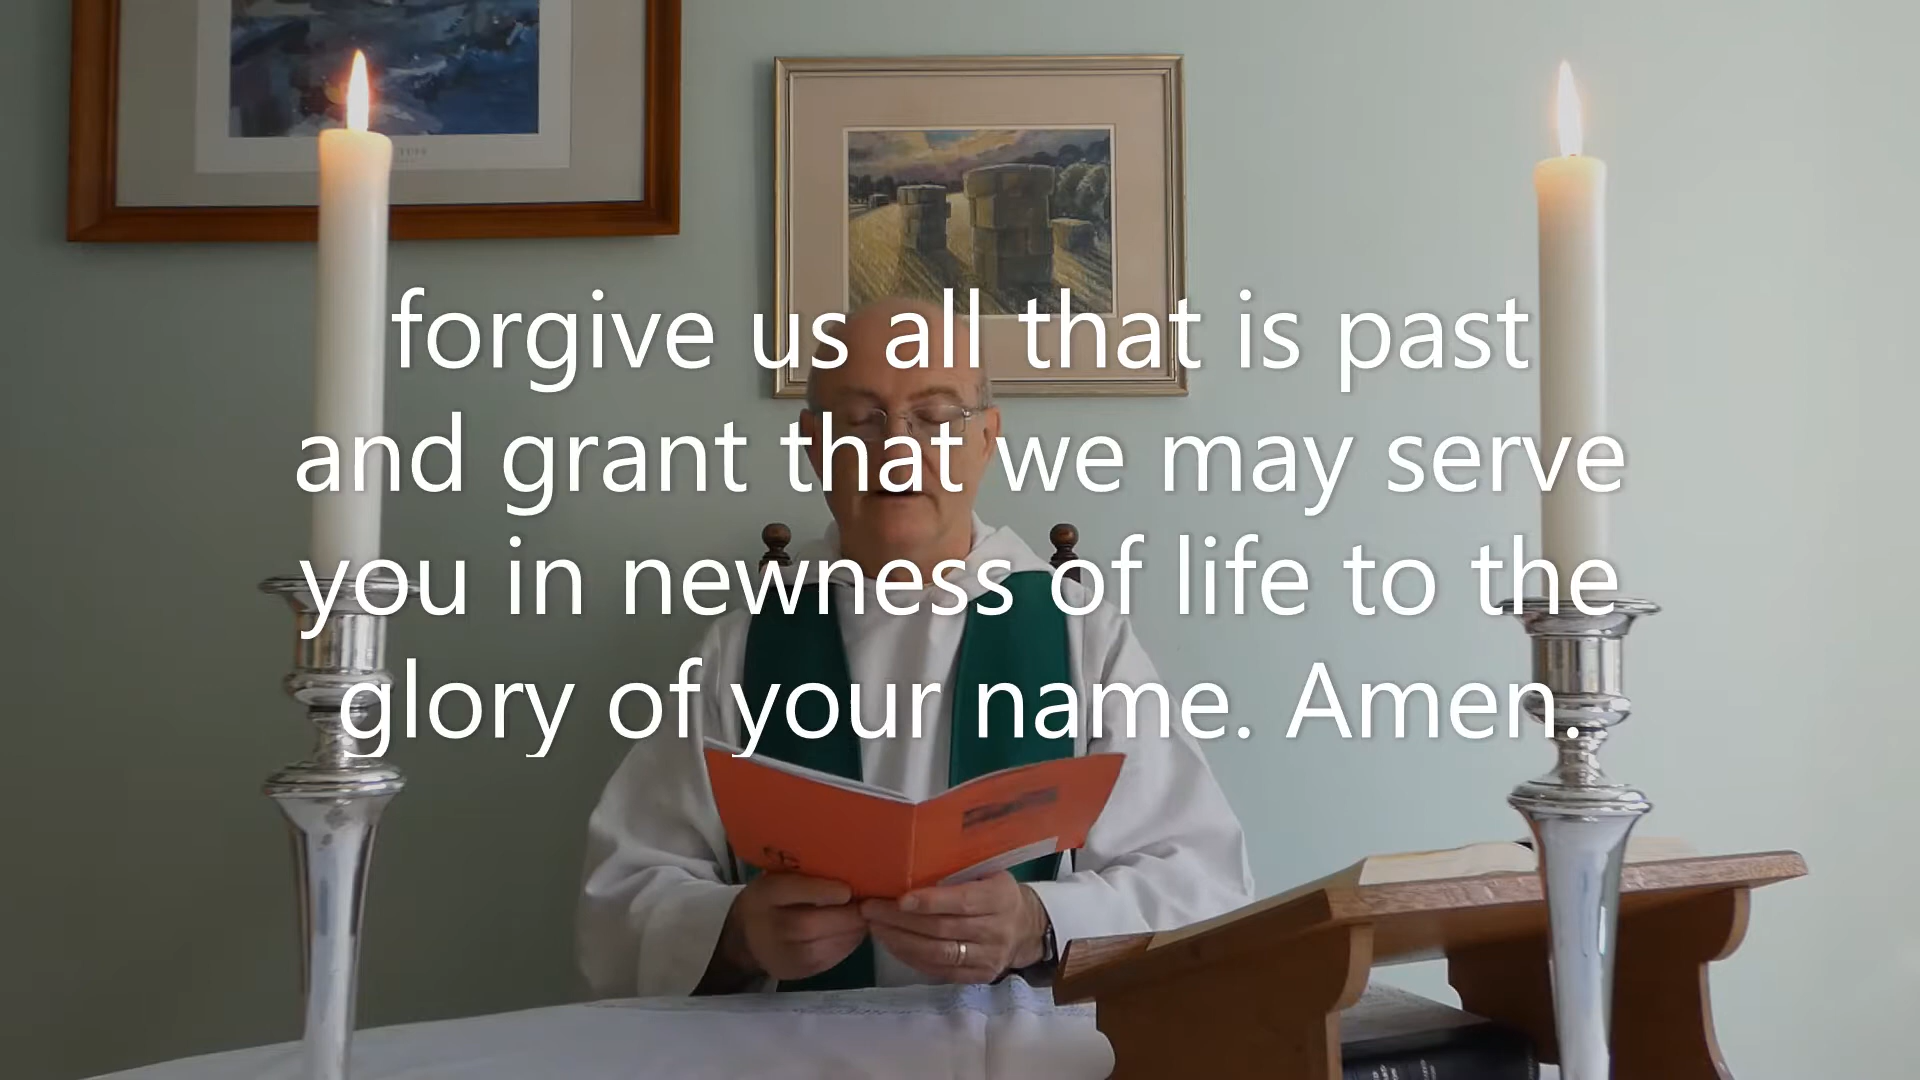 forgive us all that is past
and grant that we may serve
you in newness of life to the
glory of your name. Amen.